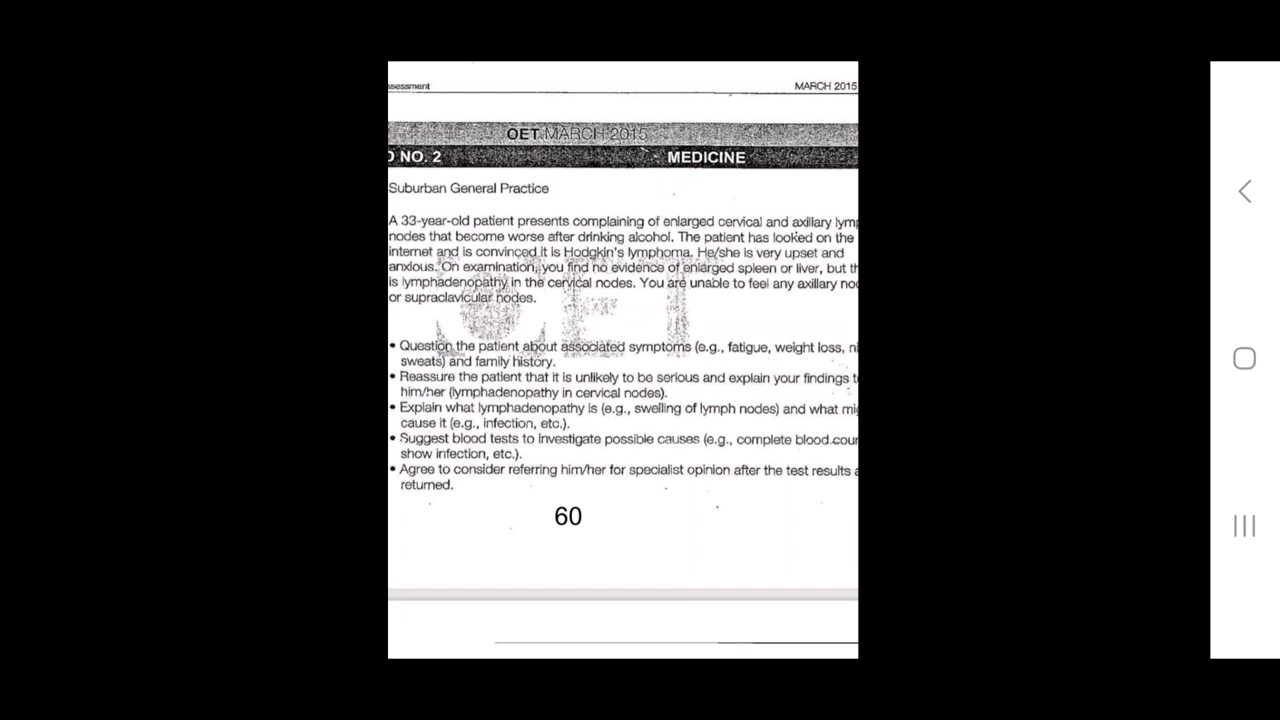 ssessment MARCH 2015
OET MARCH 2015
NO. 2 MEDICINE
Suburban General Practice
A 33-year-old patient presents complaining of enlarged cervical and axillary lymp
nodes that become worse after drinking alcohol. The patient has looked on the
internet and is convinced it is Hodgkin's lymphoma. He/she is very upset and
anxious. On examination, you find no evidence of enlarged spleen or liver, but th
is lymphadenopathy in the cervical nodes. You are unable to feel any axillary no
or supraclavicular nodes.
OET
• Question the patient about associated symptoms (e.g., fatigue, weight loss, ni
sweats) and family history.
• Reassure the patient that it is unlikely to be serious and explain your findings t
him/her (lymphadenopathy in cervical nodes).
• Explain what lymphadenopathy is (e.g., swelling of lymph nodes) and what mi
cause it (e.g., infection, etc.).
• Suggest blood tests to investigate possible causes (e.g., complete blood cour
show infection, etc.).
• Agree to consider referring him/her for specialist opinion after the test results a
returned.
60